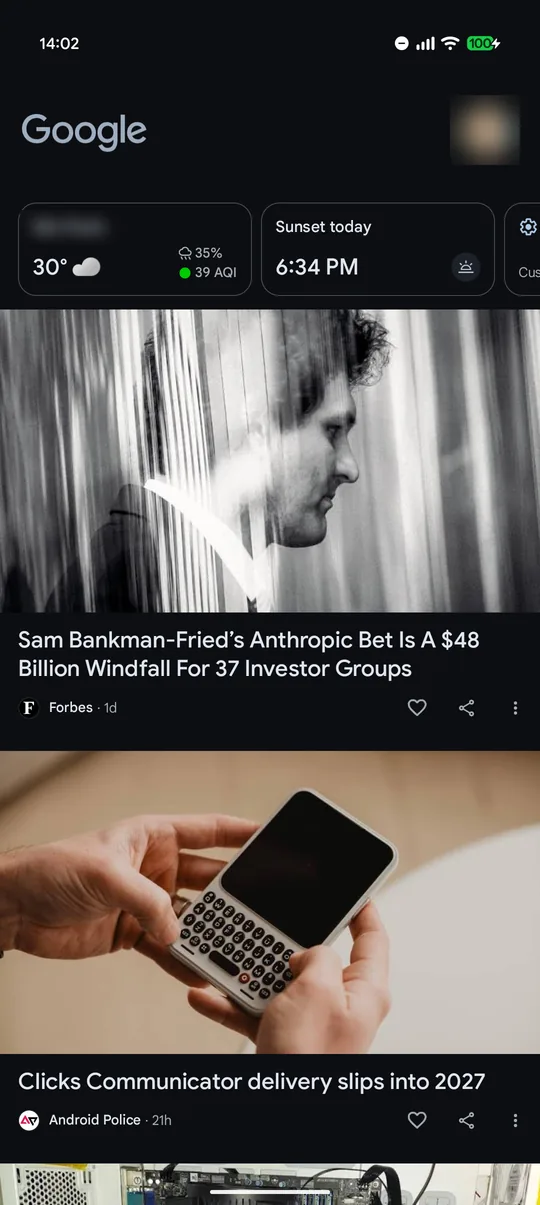 14:02
100
Google
30°
35%
39 AQI
Sunset today
6:34 PM
Cus
Sam Bankman-Fried’s Anthropic Bet Is A $48
Billion Windfall For 37 Investor Groups
F
Forbes · 1d
Clicks Communicator delivery slips into 2027
Android Police · 21h